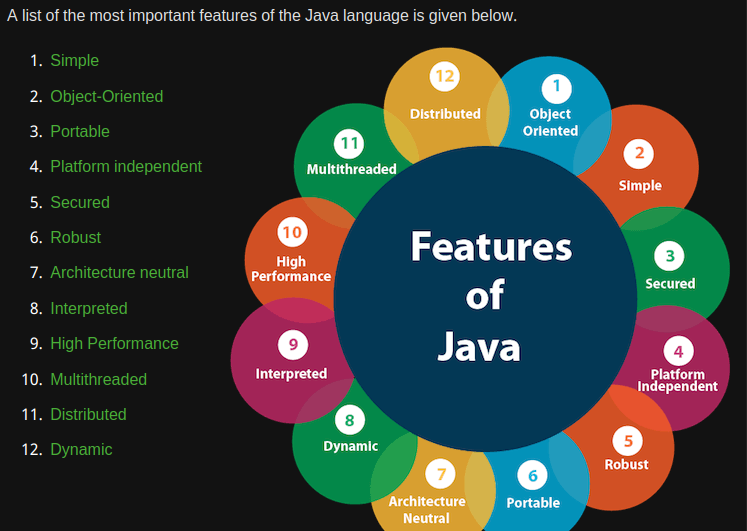 A list of the most important features of the Java language is given below.
1. Simple
2. Object-Oriented
3. Portable
4. Platform independent
5. Secured
6. Robust
7. Architecture neutral
8. Interpreted
9. High Performance
10. Multithreaded
11. Distributed
12. Dynamic
Features
of
Java
1
Object
Oriented
2
Simple
3
Secured
4
Platform
Independent
5
Robust
6
Portable
7
Architecture
Neutral
8
Dynamic
9
Interpreted
10
High
Performance
11
Multithreaded
12
Distributed